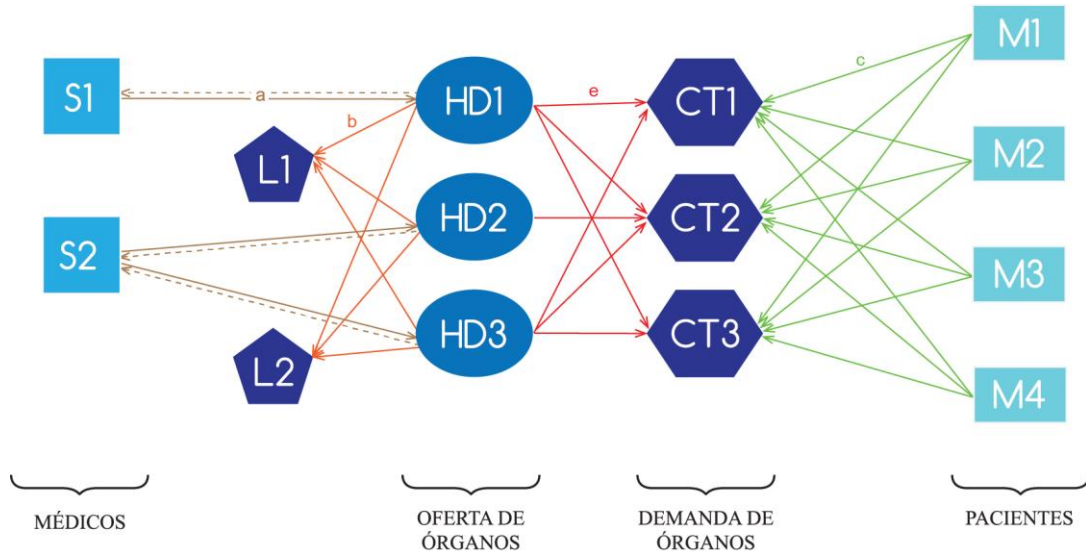 M1
c
S1
a
HD1
e
CT1
b
L1
M2
HD2
CT2
S2
M3
HD3
CT3
L2
M4
MÉDICOS
OFERTA DE
ÓRGANOS
DEMANDA DE
ÓRGANOS
PACIENTES